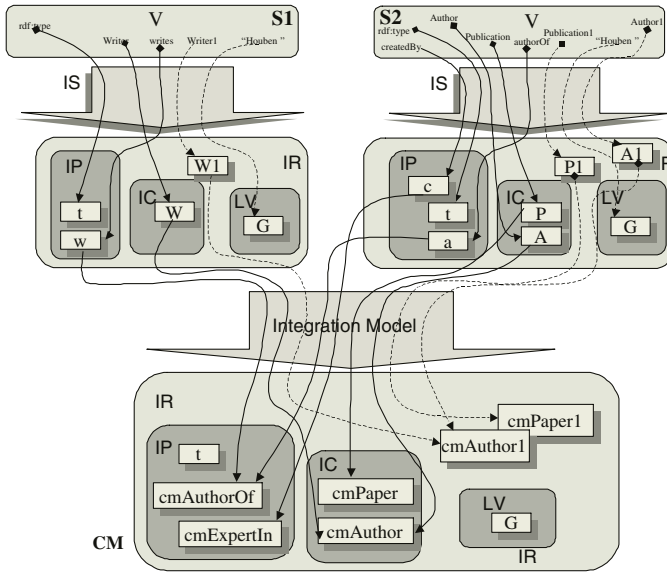 V
S1
rdf:type
Writer
writes
Writer1
“Houben ”
S2
V
Author1
Author
rdf:type
Publication
Publication1
“Houben ”
createdBy
authorOf
IS
IS
IP
IR
W1
t
IC
W
LV
w
G
IP
c
P1
A1
IC
LV
t
P
a
A
G
Integration Model
IR
IP
t
cmAuthorOf
cmExpertIn
IC
cmPaper
cmAuthor
cmPaper1
cmAuthor1
LV
G
IR
CM